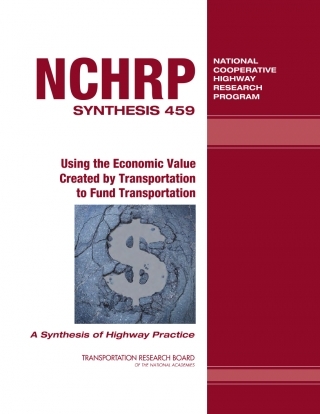 NCHRP
SYNTHESIS 459
NATIONAL
COOPERATIVE
HIGHWAY
RESEARCH
PROGRAM
Using the Economic Value
Created by Transportation
to Fund Transportation
A Synthesis of Highway Practice
TRANSPORTATION RESEARCH BOARD
OF THE NATIONAL ACADEMIES